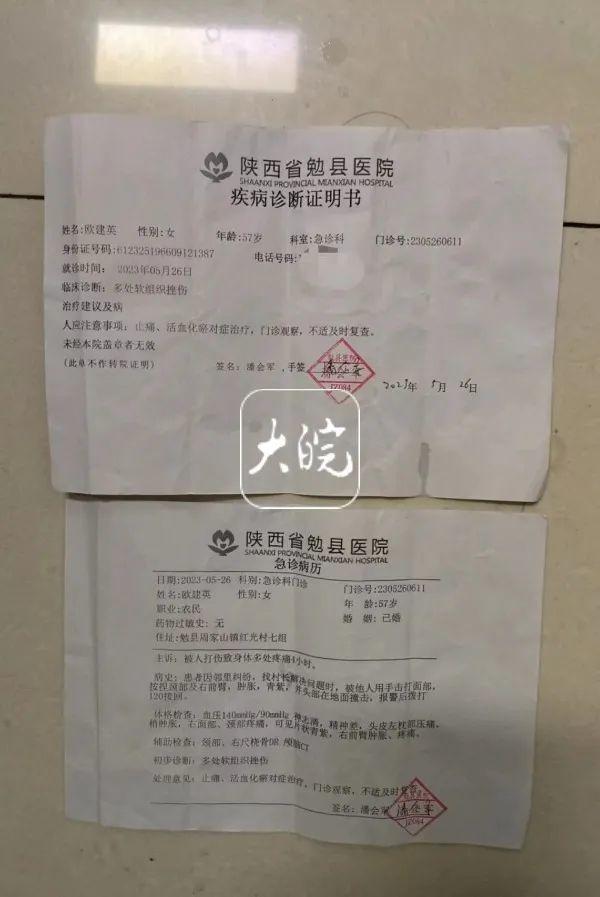 陕西省勉县医院
SHAANXI PROVINCIAL MIANXIAN HOSPITAL
疾病诊断证明书
姓名:欧建英 性别:女 年龄:57岁 科室:急诊科 门诊号:2305260611
身份证号码:612325196609121387 电话号码:
就诊时间: 2023年05月26日
临床诊断: 多处软组织挫伤
治疗建议及病
人应注意事项: 止痛、活血化瘀对症治疗,门诊观察,不适及时复查。
未经本院盖章者无效
(此单不作转院证明) 签名: 潘会军 ,手签 潘会军 2023年 5月 26日
JZ084
大皖
陕西省勉县医院
SHAANXI PROVINCIAL MIANXIAN HOSPITAL
急诊病历
日期:2023-05-26 科别:急诊科门诊 门诊号:2305260611
姓名:欧建英 性别:女 年 龄:57岁
职业:农民 婚 姻: 已婚
药物过敏史: 无
住址: 勉县周家山镇红光村七组
主诉: 被人打伤致身体多处疼痛4小时。
病史: 患者因邻里纠纷,找村长解决问题时,被他人用手击打面部,
按捏颈部及右前臂,肿胀,青紫,并头部在地面撞击,报警后拨打
120接回。
体格检查: 血压140mmHg/90mmHg 神志清,精神差,头皮左枕部压痛,
稍肿胀,右面部、颈部疼痛,可见片状青紫,右前臂肿胀、疼痛。
辅助检查: 颈部、右尺桡骨DR 颅脑CT
初步诊断: 多处软组织挫伤
处理意见: 止痛、活血化瘀对症治疗,门诊观察,不适及时复查。
签名: 潘会军 潘会军
JZ084